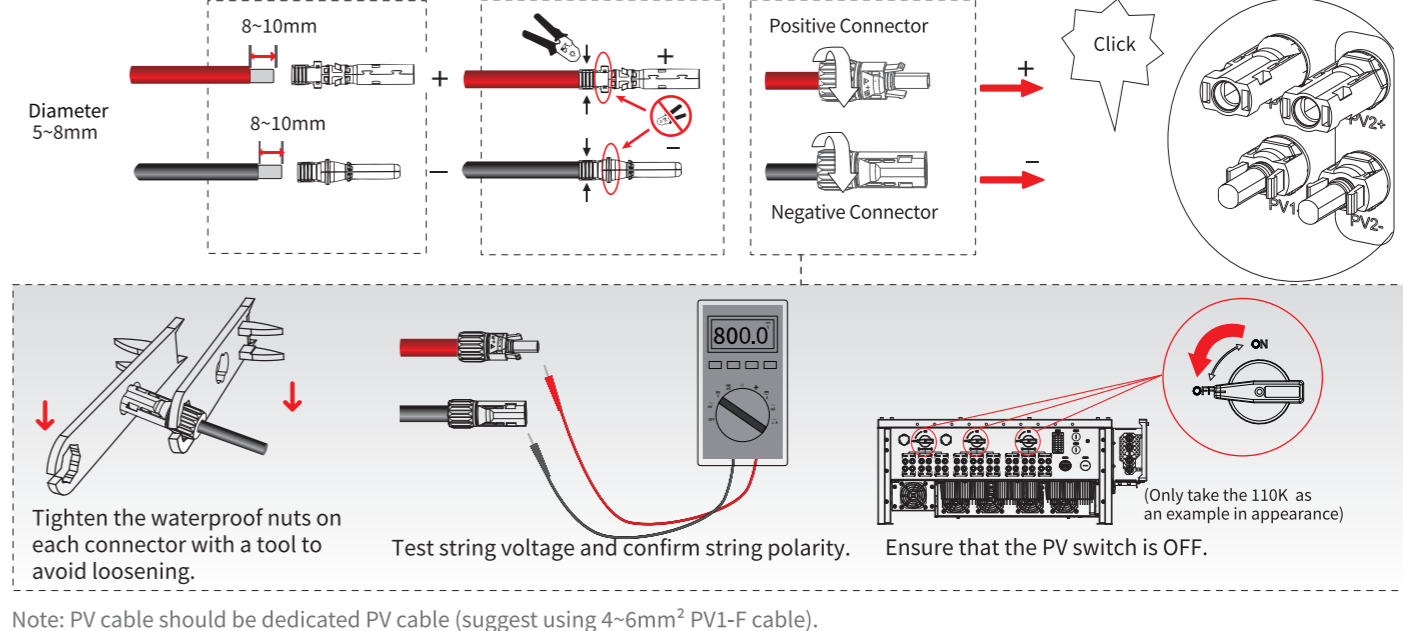 8~10mm
Diameter
5~8mm
8~10mm
+
−
+
−
Positive Connector
Negative Connector
+
−
Click
PV2+
PV1-
PV2-
800.0
ON
OFF
Tighten the waterproof nuts on
each connector with a tool to
avoid loosening.
Test string voltage and confirm string polarity.
(Only take the 110K as
an example in appearance)
Ensure that the PV switch is OFF.
Note: PV cable should be dedicated PV cable (suggest using 4~6mm² PV1-F cable).